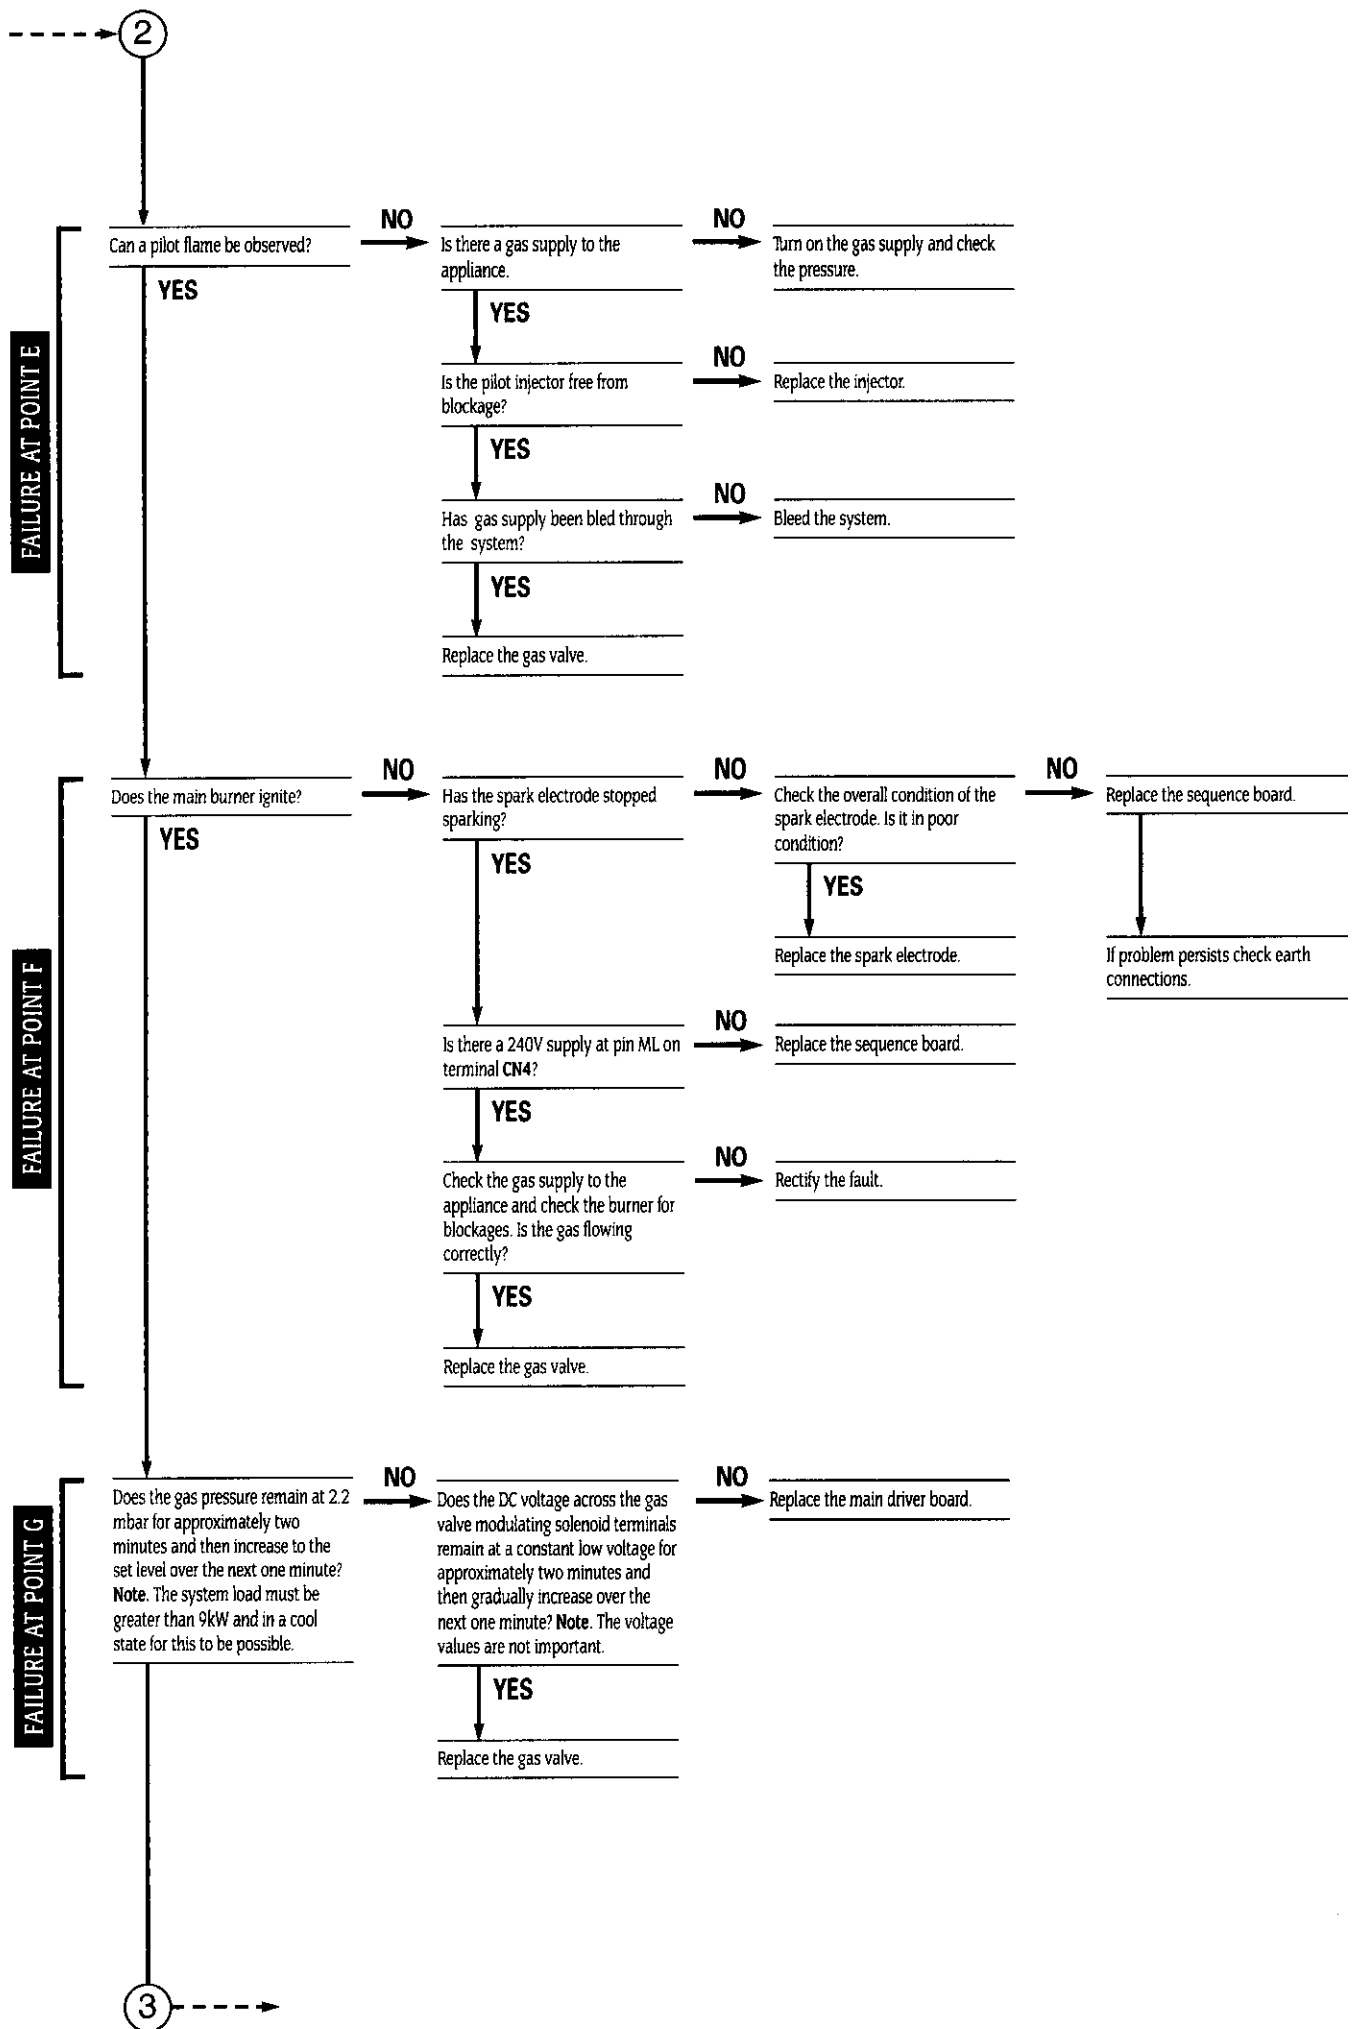 2
FAILURE AT POINT E
Can a pilot flame be observed?
NO
Is there a gas supply to the
appliance.
NO
Turn on the gas supply and check
the pressure.
YES
YES
Is the pilot injector free from
blockage?
NO
Replace the injector.
YES
Has gas supply been bled through
the system?
NO
Bleed the system.
YES
Replace the gas valve.
FAILURE AT POINT F
Does the main burner ignite?
NO
Has the spark electrode stopped
sparking?
NO
Check the overall condition of the
spark electrode. Is it in poor
condition?
NO
Replace the sequence board.
YES
YES
YES
Replace the spark electrode.
If problem persists check earth
connections.
Is there a 240V supply at pin ML on
terminal CN4?
NO
Replace the sequence board.
YES
Check the gas supply to the
appliance and check the burner for
blockages. Is the gas flowing
correctly?
NO
Rectify the fault.
YES
Replace the gas valve.
FAILURE AT POINT G
Does the gas pressure remain at 2.2
mbar for approximately two
minutes and then increase to the
set level over the next one minute?
Note. The system load must be
greater than 9kW and in a cool
state for this to be possible.
NO
Does the DC voltage across the gas
valve modulating solenoid terminals
remain at a constant low voltage for
approximately two minutes and
then gradually increase over the
next one minute? Note. The voltage
values are not important.
NO
Replace the main driver board.
YES
Replace the gas valve.
3